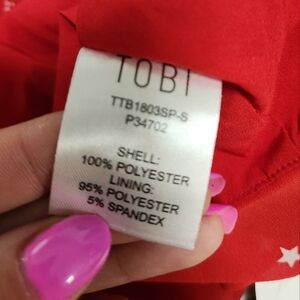 TOBI
TTB1803SP-S
P34702
SHELL:
100% POLYESTER
LINING:
95% POLYESTER
5% SPANDEX